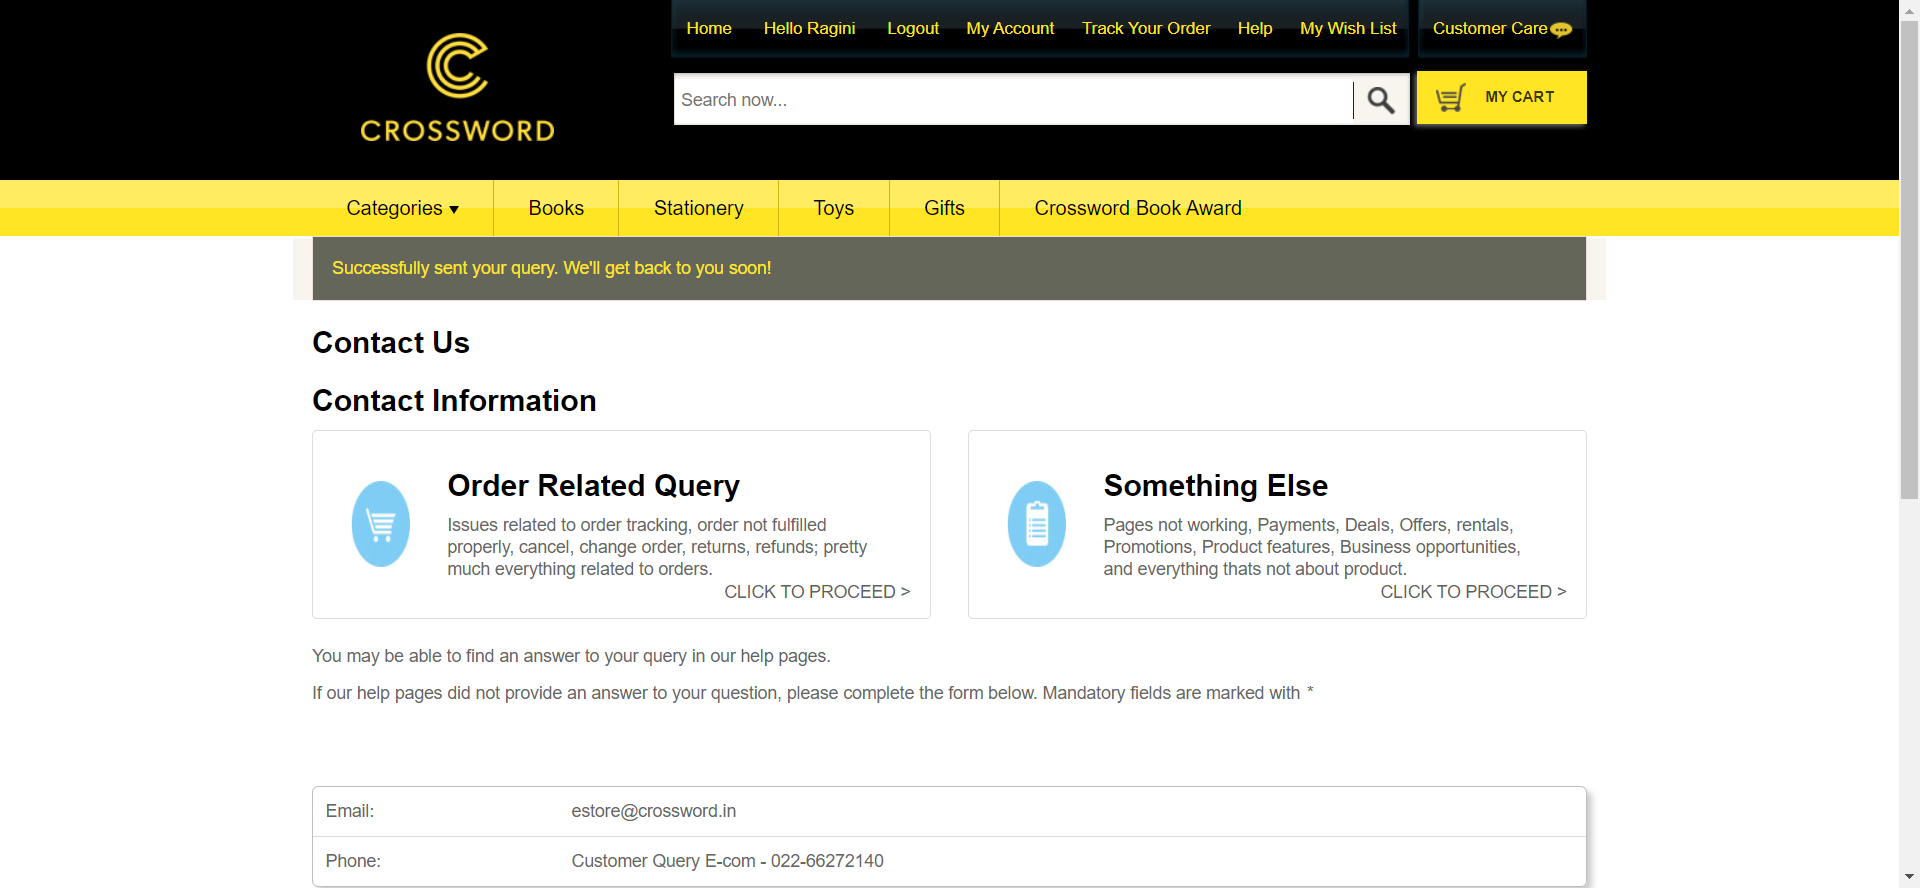 Home Hello Ragini Logout My Account Track Your Order Help My Wish List Customer Care
CROSSWORD
Search now...
MY CART
Categories ▼ Books Stationery Toys Gifts Crossword Book Award
Successfully sent your query. We'll get back to you soon!
Contact Us
Contact Information
Order Related Query
Issues related to order tracking, order not fulfilled
properly, cancel, change order, returns, refunds; pretty
much everything related to orders.
CLICK TO PROCEED >
Something Else
Pages not working, Payments, Deals, Offers, rentals,
Promotions, Product features, Business opportunities,
and everything thats not about product.
CLICK TO PROCEED >
You may be able to find an answer to your query in our help pages.
If our help pages did not provide an answer to your question, please complete the form below. Mandatory fields are marked with *
Email: estore@crossword.in
Phone: Customer Query E-com - 022-66272140